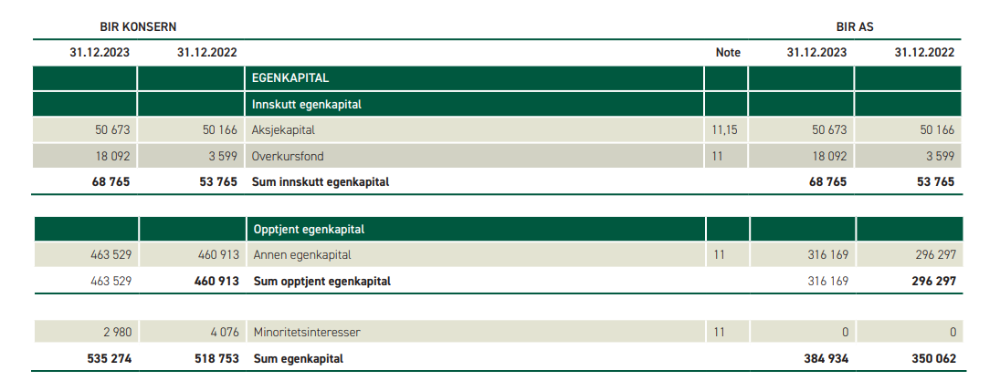 BIR KONSERN BIR AS
31.12.2023 31.12.2022 Note 31.12.2023 31.12.2022
EGENKAPITAL
Innskutt egenkapital
50 673 50 166 Aksjekapital 11,15 50 673 50 166
18 092 3 599 Overkursfond 11 18 092 3 599
68 765 53 765 Sum innskutt egenkapital 68 765 53 765
Opptjent egenkapital
463 529 460 913 Annen egenkapital 11 316 169 296 297
463 529 460 913 Sum opptjent egenkapital 316 169 296 297
2 980 4 076 Minoritetsinteresser 11 0 0
535 274 518 753 Sum egenkapital 384 934 350 062